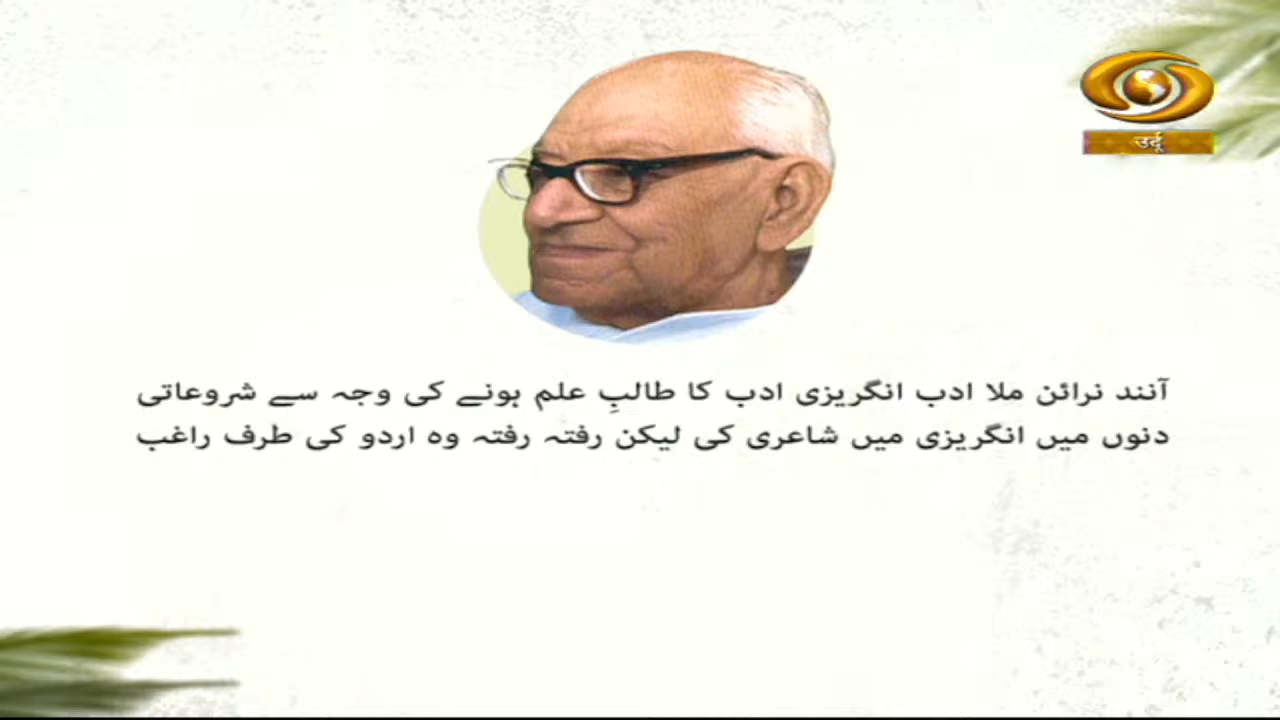 उर्दू
آنند نرائن ملا ادب انگریزی ادب کا طالبِ علم ہونے کی وجہ سے شروعاتی
دنوں میں انگریزی میں شاعری کی لیکن رفتہ رفتہ وہ اردو کی طرف راغب